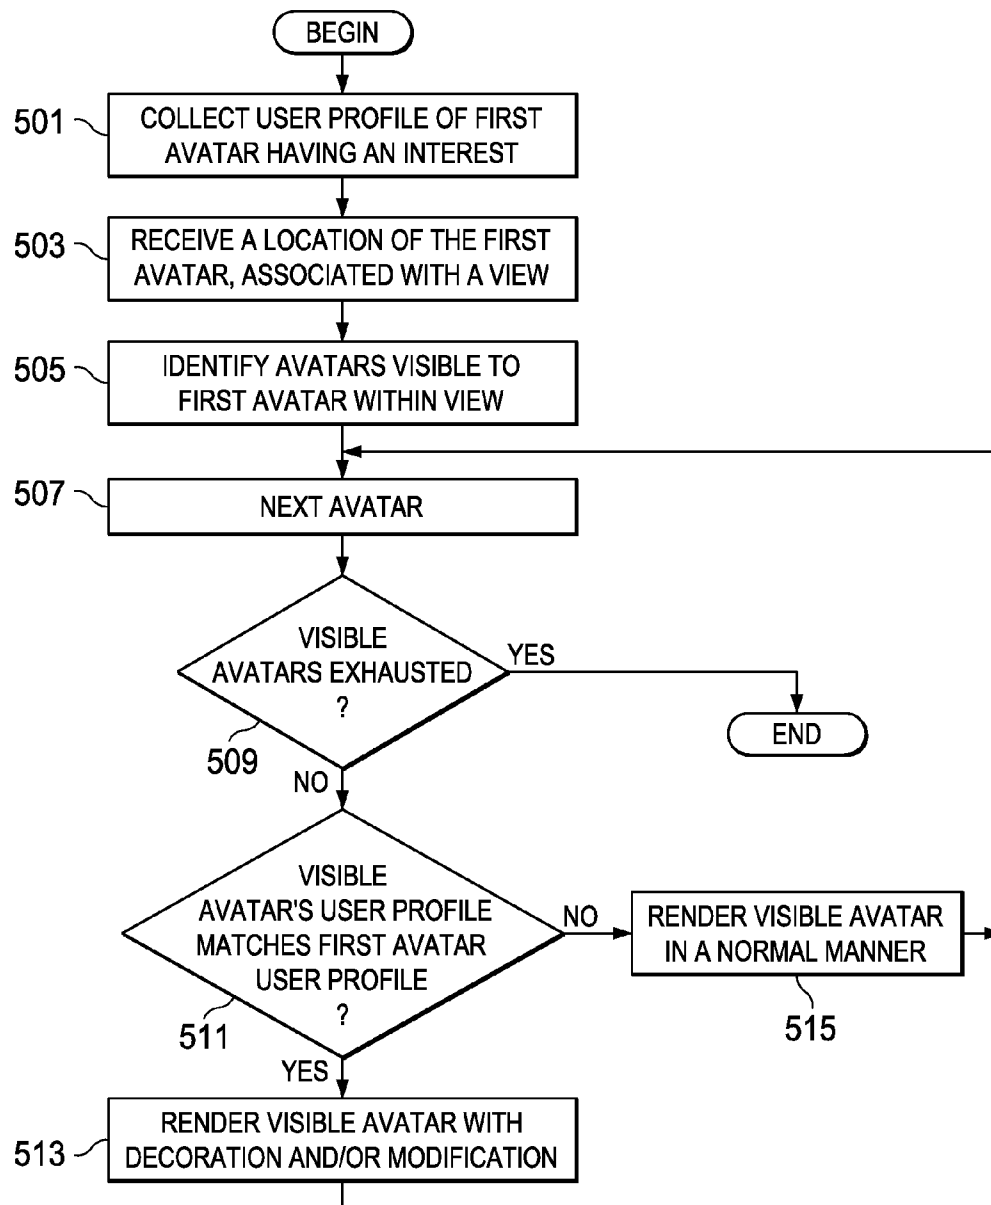 BEGIN
501
COLLECT USER PROFILE OF FIRST
AVATAR HAVING AN INTEREST
503
RECEIVE A LOCATION OF THE FIRST
AVATAR, ASSOCIATED WITH A VIEW
505
IDENTIFY AVATARS VISIBLE TO
FIRST AVATAR WITHIN VIEW
507
NEXT AVATAR
VISIBLE
AVATARS EXHAUSTED
?
YES
509
END
NO
VISIBLE
AVATAR'S USER PROFILE
MATCHES FIRST AVATAR
USER PROFILE
?
NO
511
RENDER VISIBLE AVATAR
IN A NORMAL MANNER
515
YES
513
RENDER VISIBLE AVATAR WITH
DECORATION AND/OR MODIFICATION